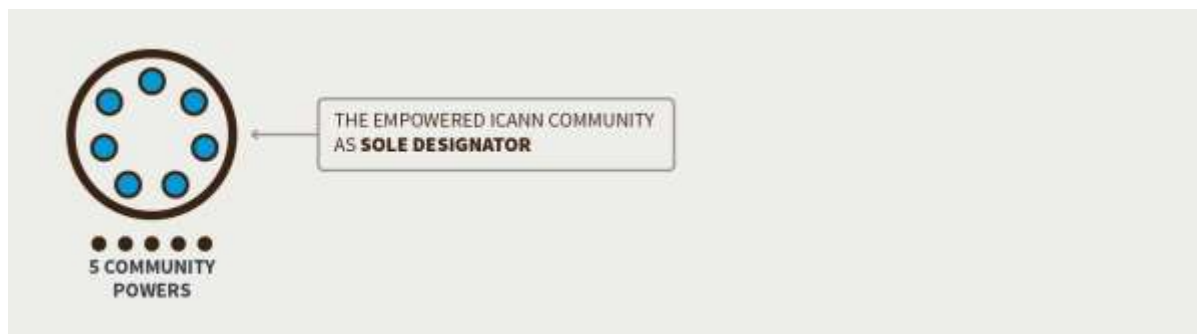 THE EMPOWERED ICANN COMMUNITY
AS SOLE DESIGNATOR
5 COMMUNITY
POWERS